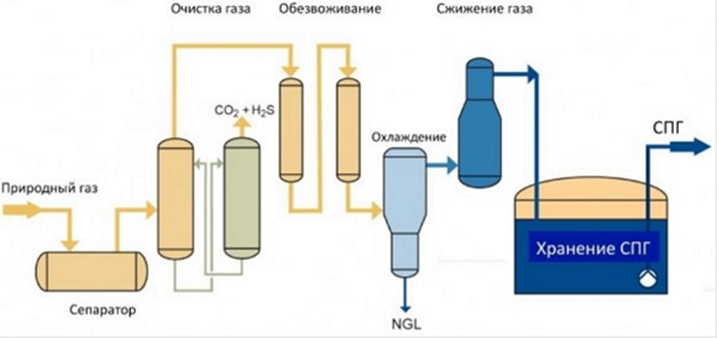 Очистка газа
Обезвоживание
Сжижение газа
CO₂ + H₂S
Охлаждение
СПГ
Природный газ
Хранение СПГ
Сепаратор
NGL